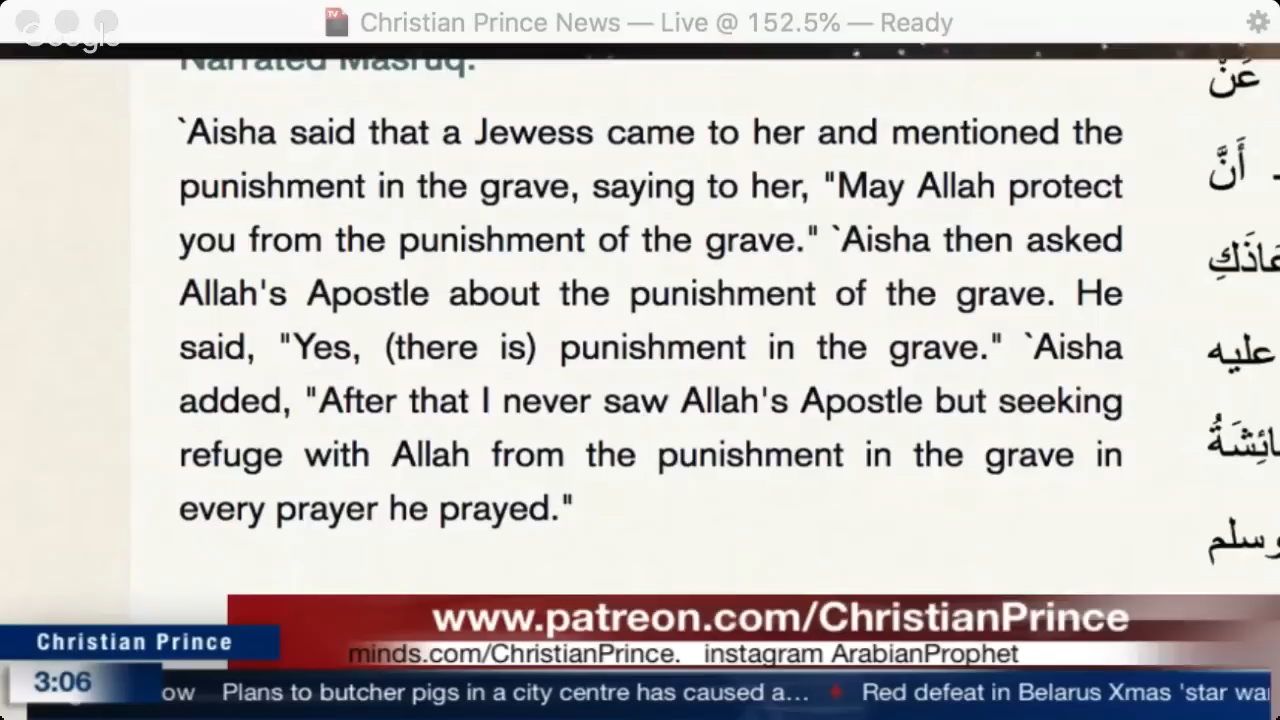 Christian Prince News — Live @ 152.5% — Ready
Google
Narrated Masruq:
`Aisha said that a Jewess came to her and mentioned the
punishment in the grave, saying to her, "May Allah protect
you from the punishment of the grave." `Aisha then asked
Allah's Apostle about the punishment of the grave. He
said, "Yes, (there is) punishment in the grave." `Aisha
added, "After that I never saw Allah's Apostle but seeking
refuge with Allah from the punishment in the grave in
every prayer he prayed."
عَنْ
أَنَّ
عليه
وسلم
www.patreon.com/ChristianPrince
minds.com/ChristianPrince. instagram ArabianProphet
Christian Prince
3:06
ow Plans to butcher pigs in a city centre has caused a... Red defeat in Belarus Xmas 'star wa